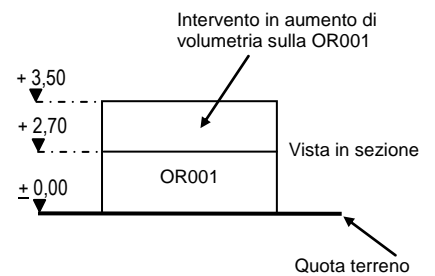 Intervento in aumento di
volumetria sulla OR001
+ 3,50
+ 2,70
Vista in sezione
OR001
± 0,00
Quota terreno